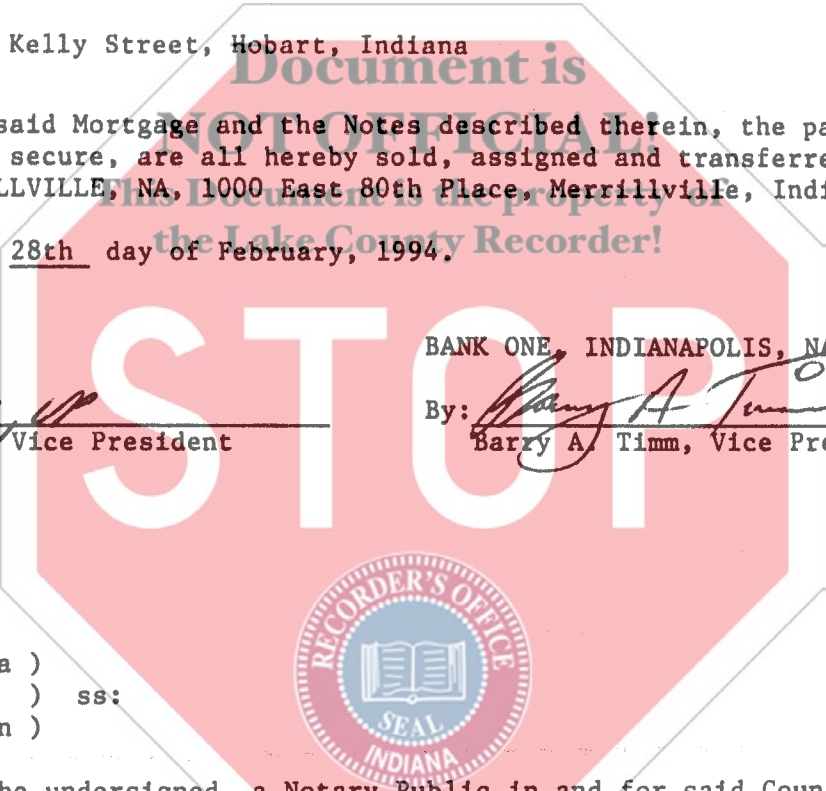 Kelly Street, Hobart, Indiana
Document is
NOT OFFICIAL!
said Mortgage and the Notes described therein, the pa
secure, are all hereby sold, assigned and transferre
LLVILLE, NA, 1000 East 80th Place, Merrillville, Indi
This Document is the property of
the Lake County Recorder!
28th day of February, 1994.
STOP
BANK ONE, INDIANAPOLIS, NA
By:
Vice President
Barry A. Timm, Vice Pre
RECORDER'S OFFICE
SEAL
INDIANA
a )
) ss:
n )
he undersigned, a Notary Public in and for said Coun